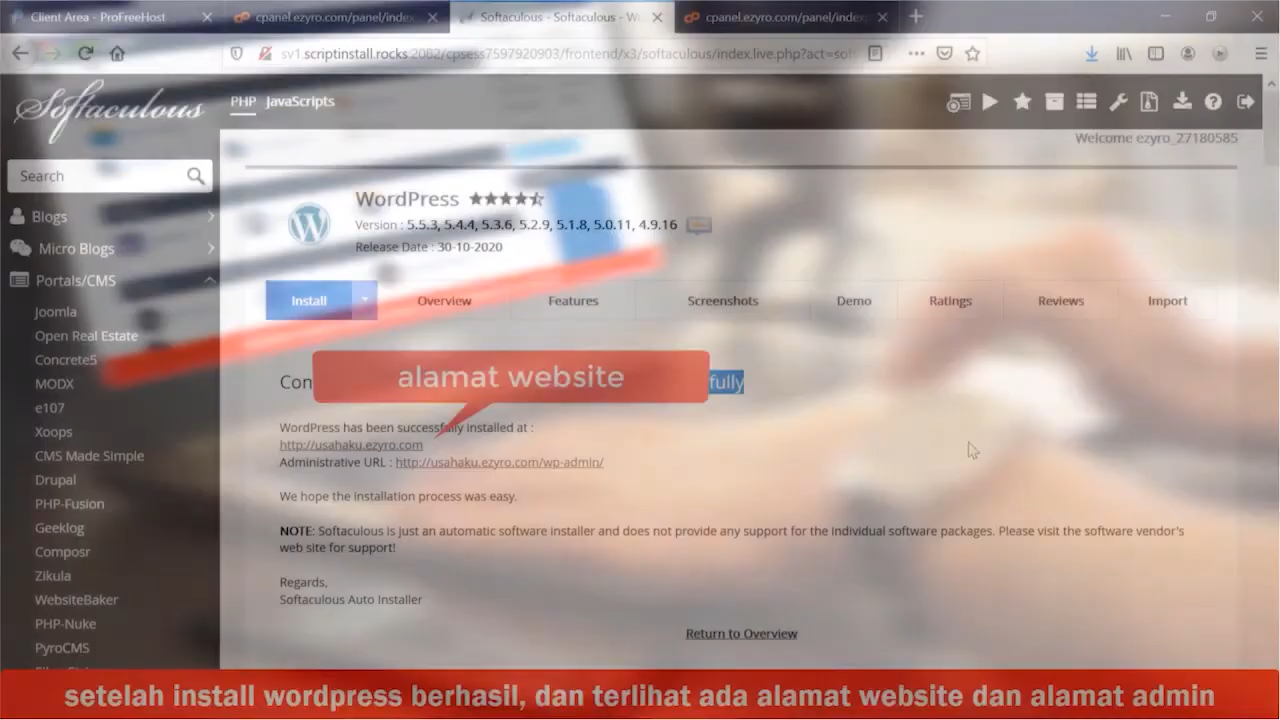 Client Area - ProFreeHost
cpanel.ezyro.com/panel/index
Softaculous - Softaculous - W
cpanel.ezyro.com/panel/index
sv1.scriptinstall.rocks:2082/cpsess7597920903/frontend/x3/softaculous/index.live.php?act=soft
Softaculous
PHP JavaScripts
Welcome ezyro_27180585
Search
Blogs
Micro Blogs
Portals/CMS
Joomla
Open Real Estate
Concrete5
MODX
e107
Xoops
CMS Made Simple
Drupal
PHP-Fusion
Geeklog
Composr
Zikula
WebsiteBaker
PHP-Nuke
PyroCMS
WordPress
Version : 5.5.3, 5.4.4, 5.3.6, 5.2.9, 5.1.8, 5.0.11, 4.9.16
Release Date : 30-10-2020
Install Overview Features Screenshots Demo Ratings Reviews Import
Con
alamat website
fully
WordPress has been successfully installed at :
http://usahaku.ezyro.com
Administrative URL : http://usahaku.ezyro.com/wp-admin/
We hope the installation process was easy.
NOTE: Softaculous is just an automatic software installer and does not provide any support for the individual software packages. Please visit the software vendor's
web site for support!
Regards,
Softaculous Auto Installer
Return to Overview
setelah install wordpress berhasil, dan terlihat ada alamat website dan alamat admin